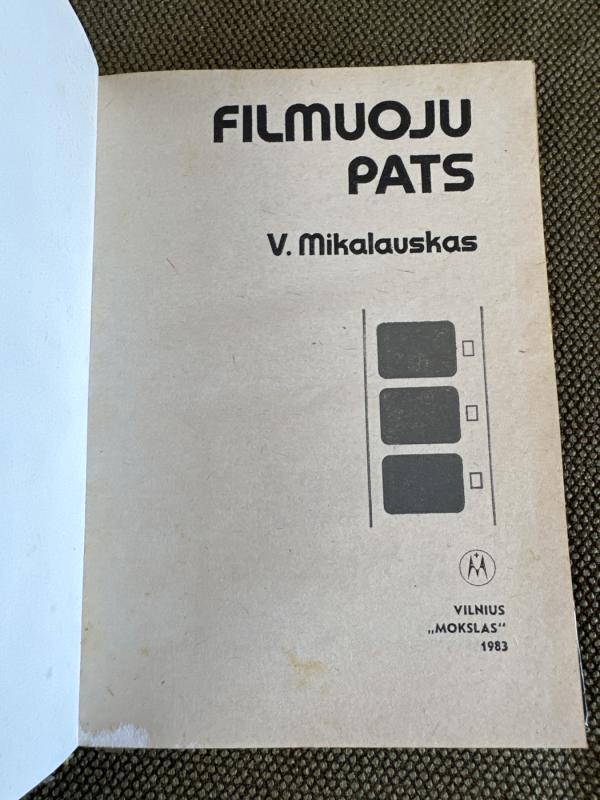 FILMUOJU
PATS
V. Mikalauskas
VILNIUS
„MOKSLAS“
1983